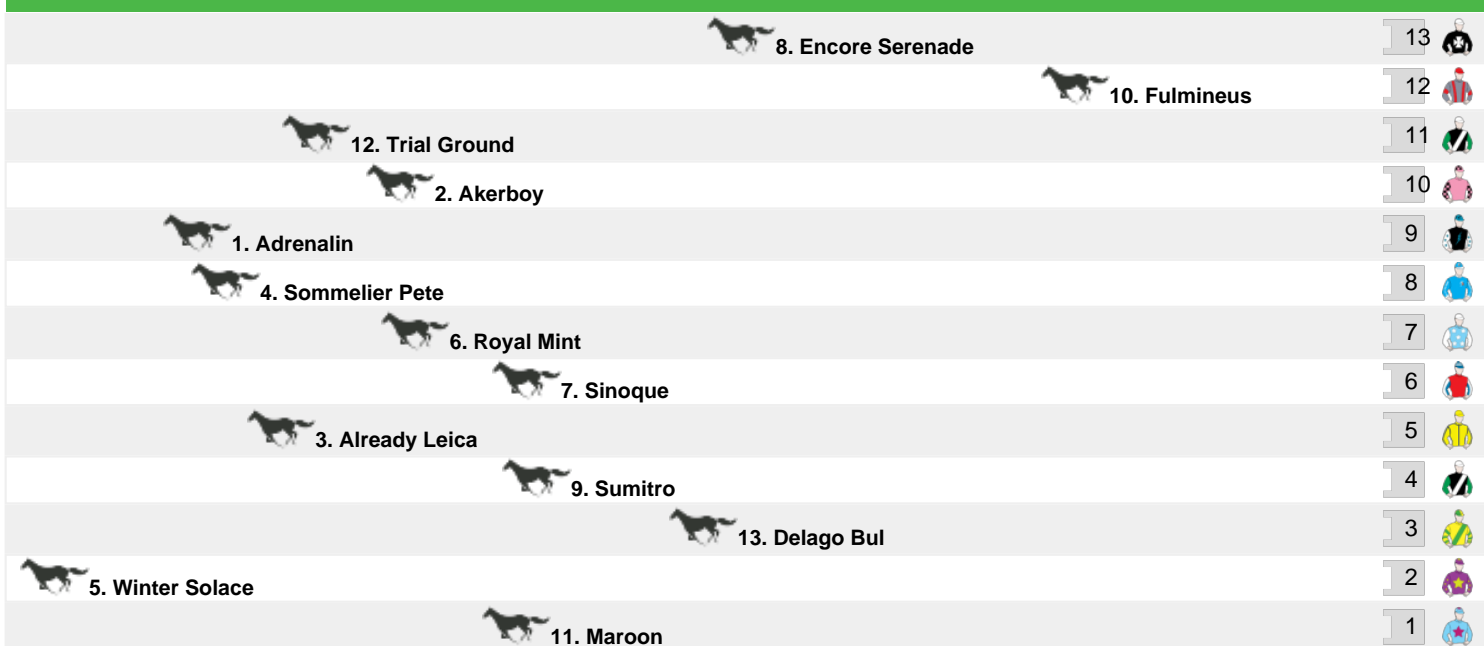 8. Encore Serenade 13
10. Fulmineus 12
12. Trial Ground 11
2. Akerboy 10
1. Adrenalin 9
4. Sommelier Pete 8
6. Royal Mint 7
7. Sinoque 6
3. Already Leica 5
9. Sumitro 4
13. Delago Bul 3
5. Winter Solace 2
11. Maroon 1